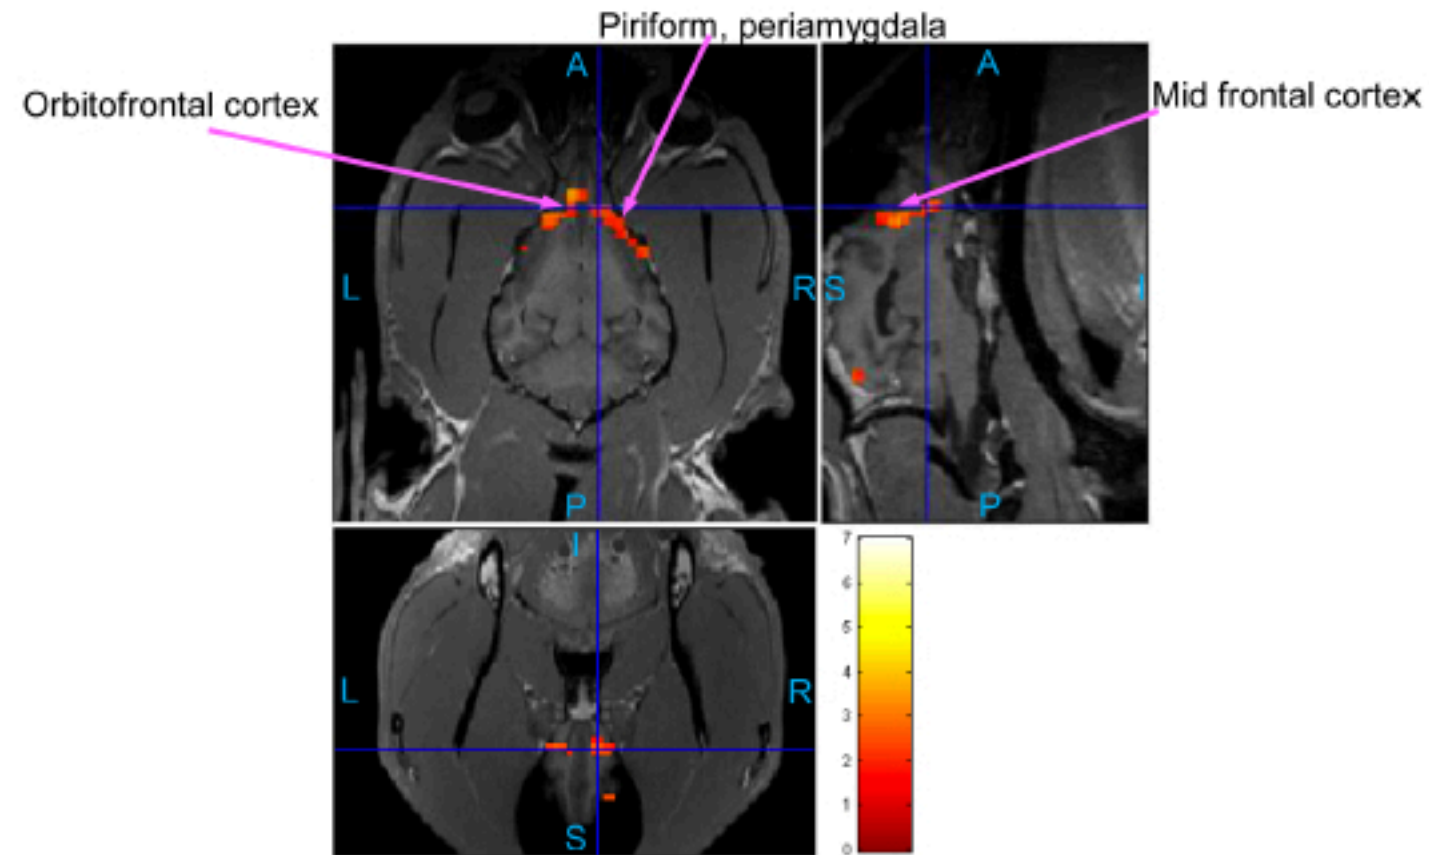 Piriform, periamygdala
Orbitofrontal cortex
Mid frontal cortex
A
A
L
R
S
I
P
P
I
L
R
S
7
6
5
4
3
2
1
0